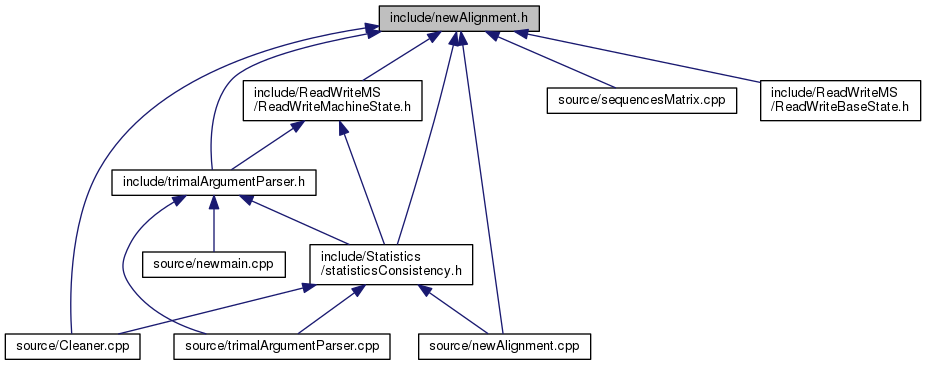 include/newAlignment.h
include/ReadWriteMS
/ReadWriteMachineState.h
source/sequencesMatrix.cpp
include/ReadWriteMS
/ReadWriteBaseState.h
include/trimalArgumentParser.h
source/newmain.cpp
include/Statistics
/statisticsConsistency.h
source/Cleaner.cpp
source/trimalArgumentParser.cpp
source/newAlignment.cpp